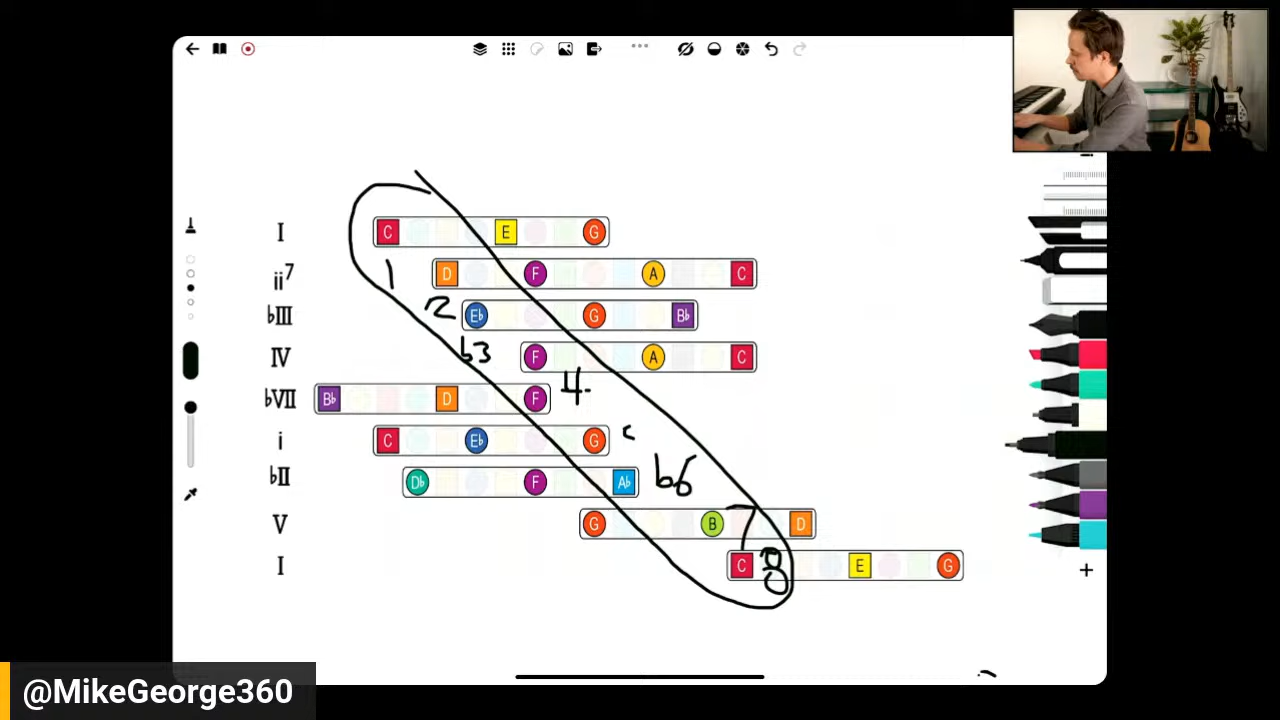 I C E G
ii7 D F A C
1
♭III 2 E♭ G B♭
IV ♭3 F A C
♭VII B♭ D F 4
i C E♭ G
♭II D♭ F A♭ ♭6
V G B 7 D
I C 8 E G
@MikeGeorge360